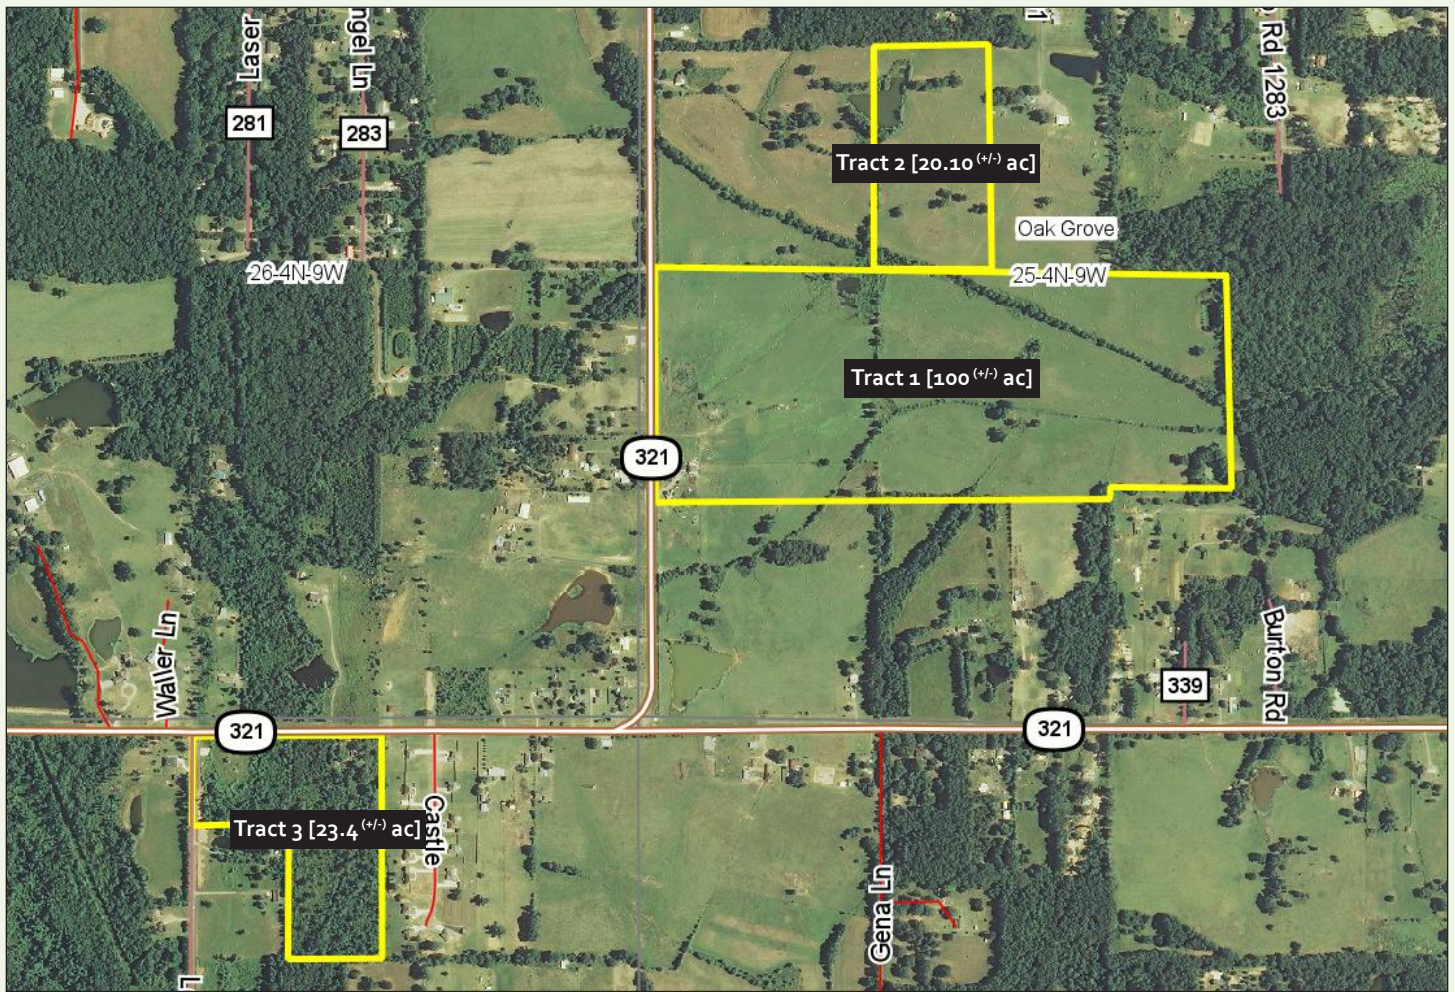 Laser
ngel Ln
1
o Rd 1283
281
283
Tract 2 [20.10 (+/-) ac]
Oak Grove
26-4N-9W
25-4N-9W
Tract 1 [100 (+/-) ac]
321
Waller Ln
Burton Rd
339
321
321
Tract 3 [23.4 (+/-) ac]
Castle
Gena Ln